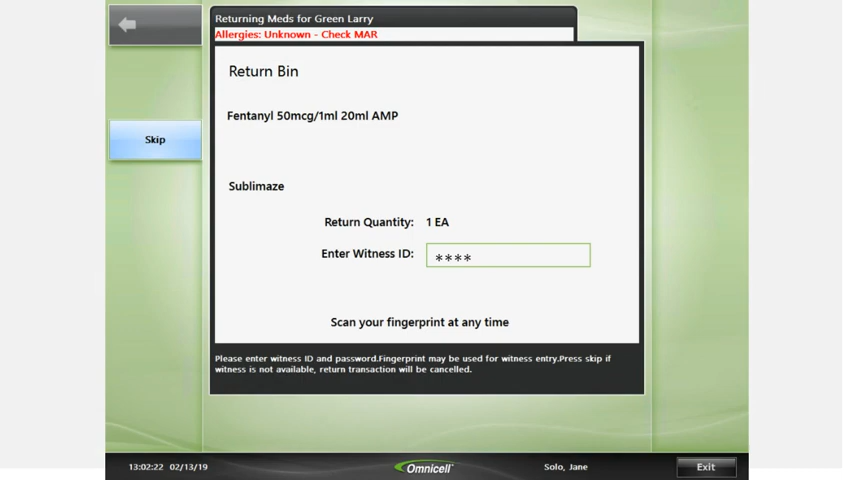 Returning Meds for Green Larry
Allergies: Unknown - Check MAR
Return Bin
Fentanyl 50mcg/1ml 20ml AMP
Skip
Sublimaze
Return Quantity: 1 EA
Enter Witness ID: ****
Scan your fingerprint at any time
Please enter witness ID and password.Fingerprint may be used for witness entry.Press skip if
witness is not available, return transaction will be cancelled.
13:02:22 02/13/19 Omnicell Solo, Jane Exit